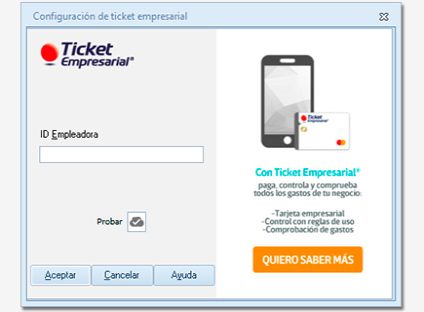 Configuración de ticket empresarial
Ticket
Empresarial®
ID Empleadora
Probar
Aceptar
Cancelar
Ayuda
Ticket
Empresarial
Con Ticket Empresarial®
paga, controla y comprueba
todos los gastos de tu negocio:
-Tarjeta empresarial
-Control con reglas de uso
-Comprobación de gastos
QUIERO SABER MÁS